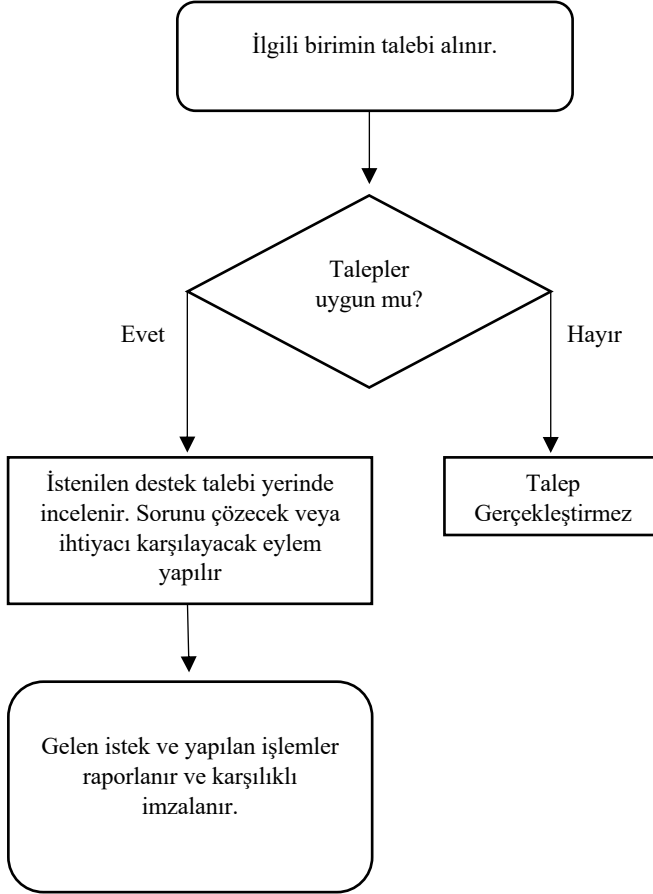 İlgili birimin talebi alınır.
Talepler
uygun mu?
Evet
Hayır
İstenilen destek talebi yerinde
incelenir. Sorunu çözecek veya
ihtiyacı karşılayacak eylem
yapılır
Talep
Gerçekleştirmez
Gelen istek ve yapılan işlemler
raporlanır ve karşılıklı
imzalanır.